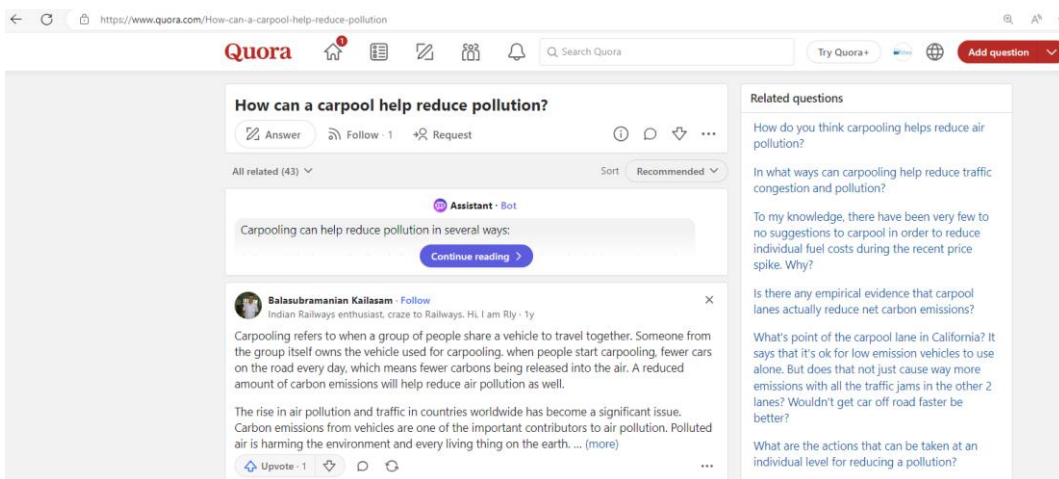 https://www.quora.com/How-can-a-carpool-help-reduce-pollution
Quora
1
Search Quora
Try Quora+
Add question
How can a carpool help reduce pollution?
Answer
Follow · 1
Request
All related (43)
Sort
Recommended
Assistant · Bot
Carpooling can help reduce pollution in several ways:
Continue reading
Balasubramanian Kailasam · Follow
Indian Railways enthusiast, craze to Railways. Hi, I am Rly · 1y
Carpooling refers to when a group of people share a vehicle to travel together. Someone from
the group itself owns the vehicle used for carpooling. when people start carpooling, fewer cars
on the road every day, which means fewer carbons being released into the air. A reduced
amount of carbon emissions will help reduce air pollution as well.
The rise in air pollution and traffic in countries worldwide has become a significant issue.
Carbon emissions from vehicles are one of the important contributors to air pollution. Polluted
air is harming the environment and every living thing on the earth. ... (more)
Upvote · 1
Related questions
How do you think carpooling helps reduce air
pollution?
In what ways can carpooling help reduce traffic
congestion and pollution?
To my knowledge, there have been very few to
no suggestions to carpool in order to reduce
individual fuel costs during the recent price
spike. Why?
Is there any empirical evidence that carpool
lanes actually reduce net carbon emissions?
What's point of the carpool lane in California? It
says that it's ok for low emission vehicles to use
alone. But does that not just cause way more
emissions with all the traffic jams in the other 2
lanes? Wouldn't get car off road faster be
better?
What are the actions that can be taken at an
individual level for reducing a pollution?